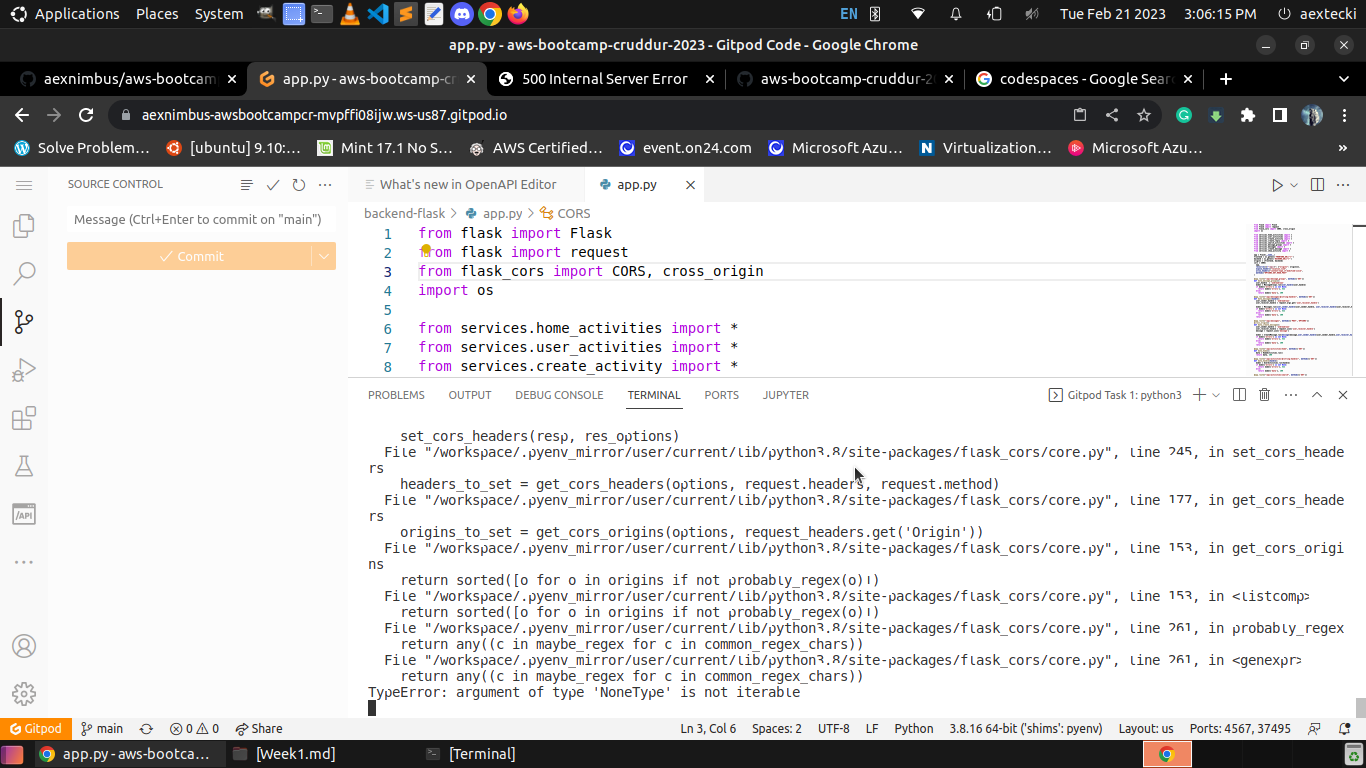 Applications Places System EN Tue Feb 21 2023 3:06:15 PM aextecki
app.py - aws-bootcamp-cruddur-2023 - Gitpod Code - Google Chrome
aexnimbus/aws-bootcam app.py - aws-bootcamp-cr 500 Internal Server Error aws-bootcamp-cruddur-2 codespaces - Google Sear
aexnimbus-awsbootcampcr-mvpffi08ijw.ws-us87.gitpod.io
Solve Problem… [ubuntu] 9.10:… Mint 17.1 No S… AWS Certified… event.on24.com Microsoft Azu… Virtualization… Microsoft Azu… »
SOURCE CONTROL What's new in OpenAPI Editor app.py
Message (Ctrl+Enter to commit on "main") backend-flask > app.py > CORS
Commit
1 from flask import Flask
2 from flask import request
3 from flask_cors import CORS, cross_origin
4 import os
5
6 from services.home_activities import *
7 from services.user_activities import *
8 from services.create_activity import *
PROBLEMS OUTPUT DEBUG CONSOLE TERMINAL PORTS JUPYTER Gitpod Task 1: python3
set_cors_headers(resp, res_options)
File "/workspace/.pyenv_mirror/user/current/lib/python3.8/site-packages/flask_cors/core.py", line 245, in set_cors_heade
rs
headers_to_set = get_cors_headers(options, request.headers, request.method)
File "/workspace/.pyenv_mirror/user/current/lib/python3.8/site-packages/flask_cors/core.py", line 177, in get_cors_heade
rs
origins_to_set = get_cors_origins(options, request_headers.get('Origin'))
File "/workspace/.pyenv_mirror/user/current/lib/python3.8/site-packages/flask_cors/core.py", line 153, in get_cors_origi
ns
return sorted([o for o in origins if not probably_regex(o)])
File "/workspace/.pyenv_mirror/user/current/lib/python3.8/site-packages/flask_cors/core.py", line 153, in <listcomp>
return sorted([o for o in origins if not probably_regex(o)])
File "/workspace/.pyenv_mirror/user/current/lib/python3.8/site-packages/flask_cors/core.py", line 261, in probably_regex
return any((c in maybe_regex for c in common_regex_chars))
File "/workspace/.pyenv_mirror/user/current/lib/python3.8/site-packages/flask_cors/core.py", line 261, in <genexpr>
return any((c in maybe_regex for c in common_regex_chars))
TypeError: argument of type 'NoneType' is not iterable
/API
Gitpod main 0 0 Share Ln 3, Col 6 Spaces: 2 UTF-8 LF Python 3.8.16 64-bit ('shims': pyenv) Layout: us Ports: 4567, 37495
app.py - aws-bootca… [Week1.md] [Terminal]